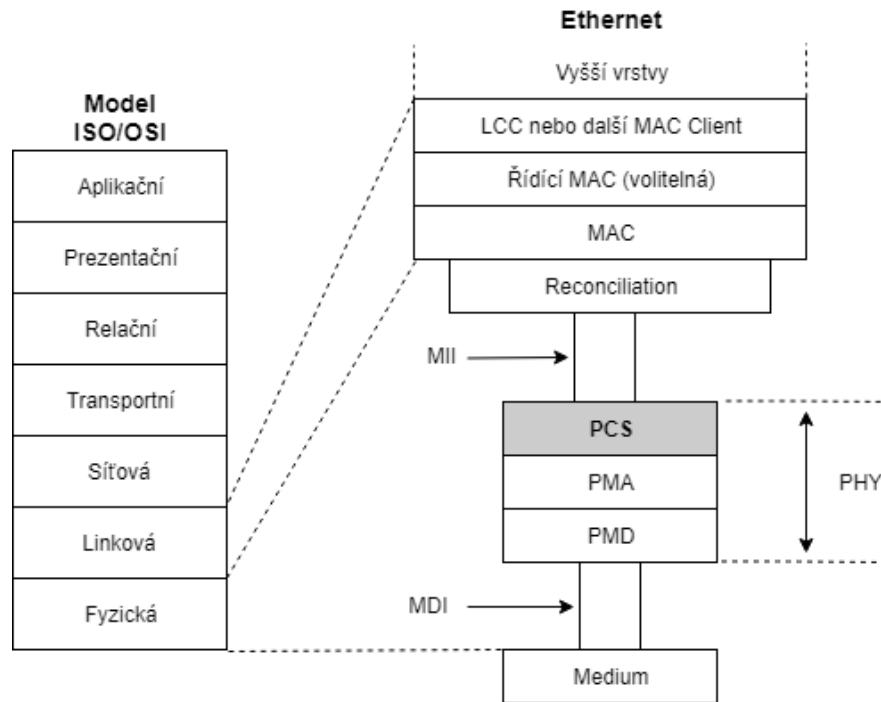 Model
ISO/OSI
Aplikační
Prezentační
Relační
Transportní
Síťová
Linková
Fyzická
Ethernet
Vyšší vrstvy
LCC nebo další MAC Client
Řídící MAC (volitelná)
MAC
Reconciliation
MII
PCS
PMA
PMD
PHY
MDI
Medium